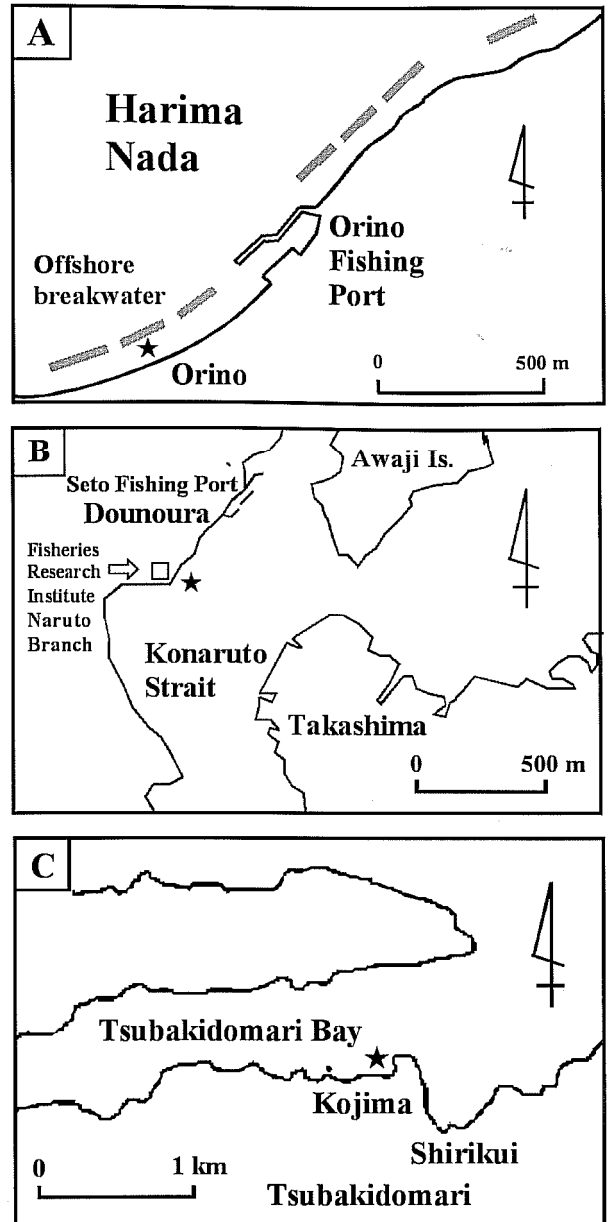 A
Harima
Nada
Orino
Fishing
Port
Offshore
breakwater
Orino
0
500 m
B
Awaji Is.
Seto Fishing Port
Dounoura
Fisheries
Research
Institute
Naruto
Branch
Konaruto
Strait
Takashima
0
500 m
C
Tsubakidomari Bay
Kojima
Shirikui
0
1 km
Tsubakidomari